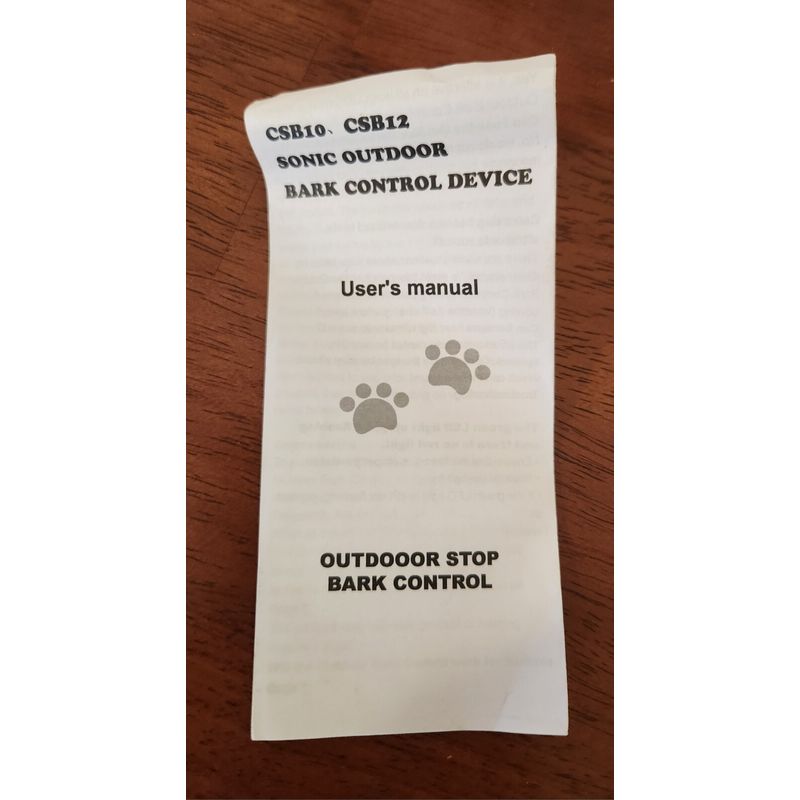 CSB10、CSB12
SONIC OUTDOOR
BARK CONTROL DEVICE
User's manual
OUTDOOOR STOP
BARK CONTROL